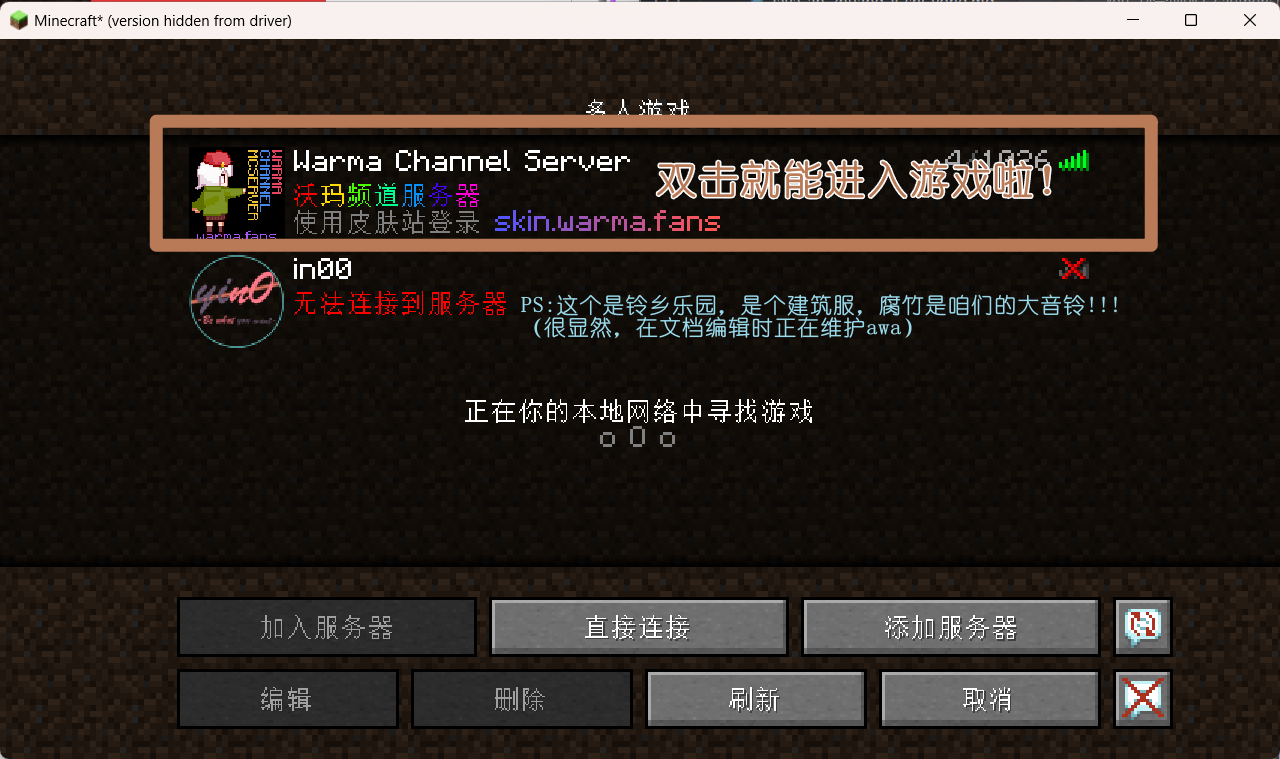 Minecraft* (version hidden from driver)
多人游戏
WARMA
CHANNEL
MCSERVER
warma.fans
Warma Channel Server
双击就能进入游戏啦!
沃玛频道服务器
使用皮肤站登录 skin.warma.fans
yin0
in00
无法连接到服务器
PS:这个是铃乡乐园，是个建筑服，腐竹是咱们的大音铃!!!
(很显然，在文档编辑时正在维护awa)
正在你的本地网络中寻找游戏
o O o
加入服务器
直接连接
添加服务器
编辑
删除
刷新
取消